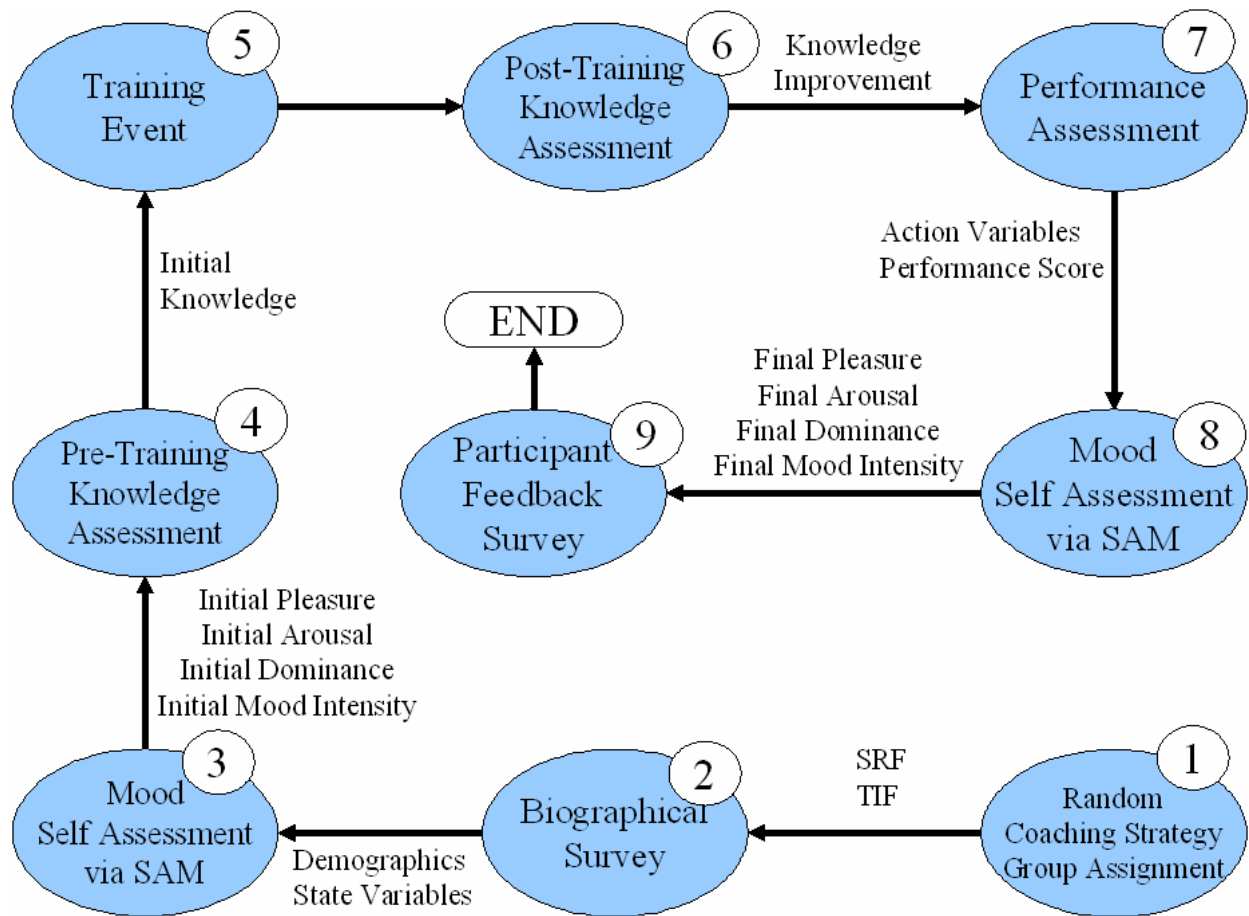 5
Training
Event
6
Post-Training
Knowledge
Assessment
Knowledge
Improvement
7
Performance
Assessment
Initial
Knowledge
Action Variables
Performance Score
END
4
Pre-Training
Knowledge
Assessment
9
Participant
Feedback
Survey
Final Pleasure
Final Arousal
Final Dominance
Final Mood Intensity
8
Mood
Self Assessment
via SAM
Initial Pleasure
Initial Arousal
Initial Dominance
Initial Mood Intensity
3
Mood
Self Assessment
via SAM
Demographics
State Variables
2
Biographical
Survey
SRF
TIF
1
Random
Coaching Strategy
Group Assignment